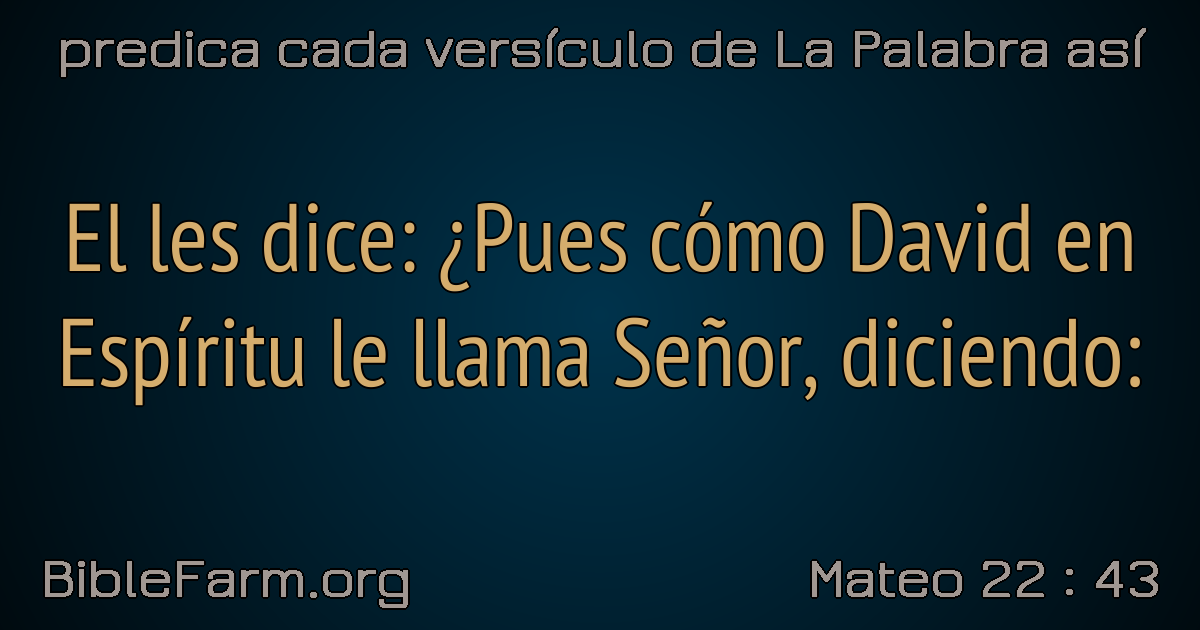 predica cada versículo de La Palabra así
El les dice: ¿Pues cómo David en
Espíritu le llama Señor, diciendo:
BibleFarm.org
Mateo 22 : 43